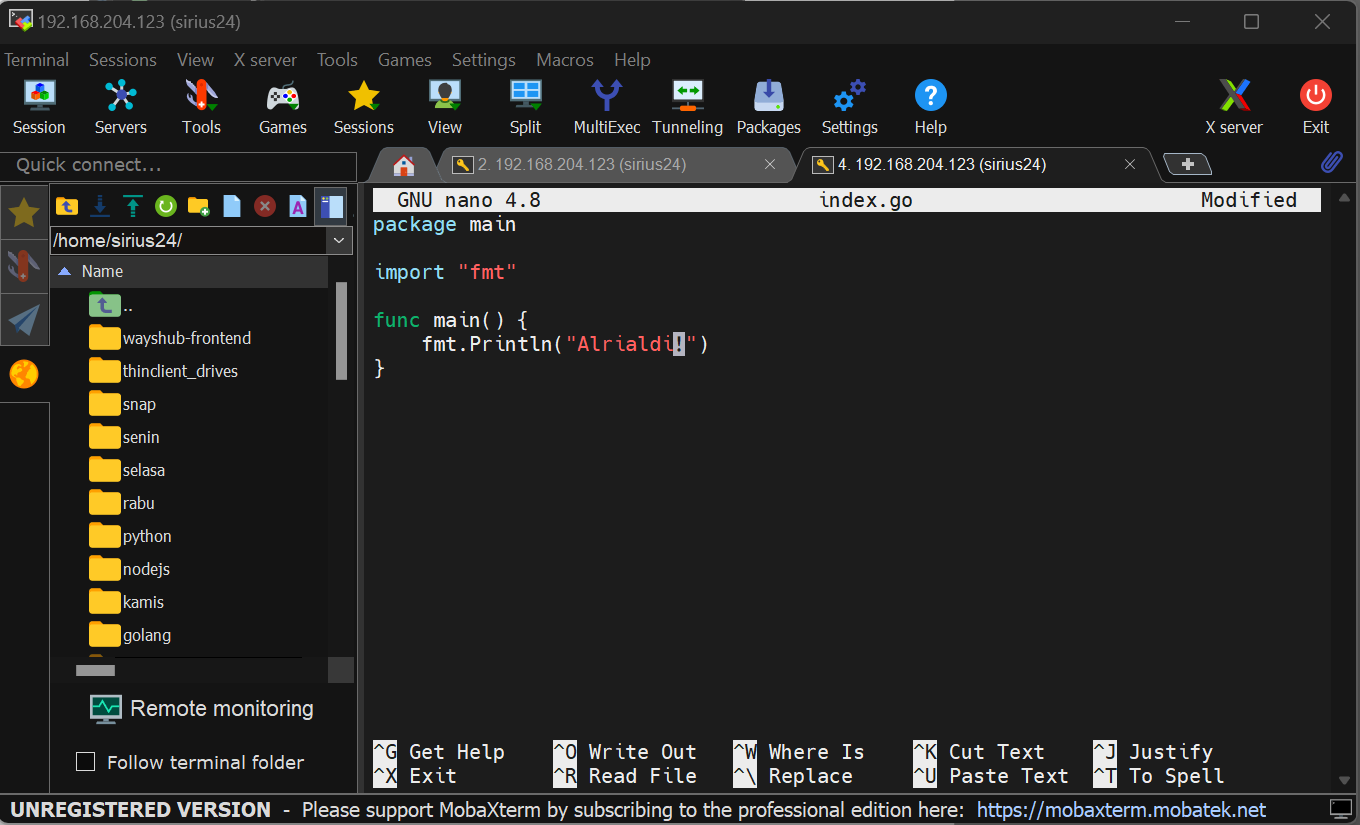 192.168.204.123 (sirius24)
Terminal Sessions View X server Tools Games Settings Macros Help
Session Servers Tools Games Sessions View Split MultiExec Tunneling Packages Settings Help X server Exit
Quick connect...
2. 192.168.204.123 (sirius24)
4. 192.168.204.123 (sirius24)
/home/sirius24/
Name
..
wayshub-frontend
thinclient_drives
snap
senin
selasa
rabu
python
nodejs
kamis
golang
Remote monitoring
Follow terminal folder
GNU nano 4.8 index.go Modified
package main
import "fmt"
func main() {
    fmt.Println("Alrialdi!")
}
^G Get Help ^O Write Out ^W Where Is ^K Cut Text ^J Justify
^X Exit ^R Read File ^\ Replace ^U Paste Text ^T To Spell
UNREGISTERED VERSION - Please support MobaXterm by subscribing to the professional edition here: https://mobaxterm.mobatek.net